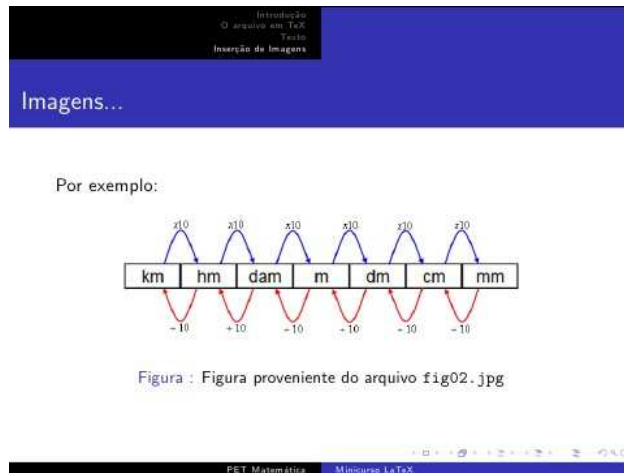 Introdução
O arquivo em TeX
Texto
Inserção de Imagens
Imagens...
Por exemplo:
x10 x10 x10 x10 x10 x10
km hm dam m dm cm mm
÷10 ÷10 ÷10 ÷10 ÷10 ÷10
Figura : Figura proveniente do arquivo fig02.jpg
PET Matemática Minicurso LaTeX